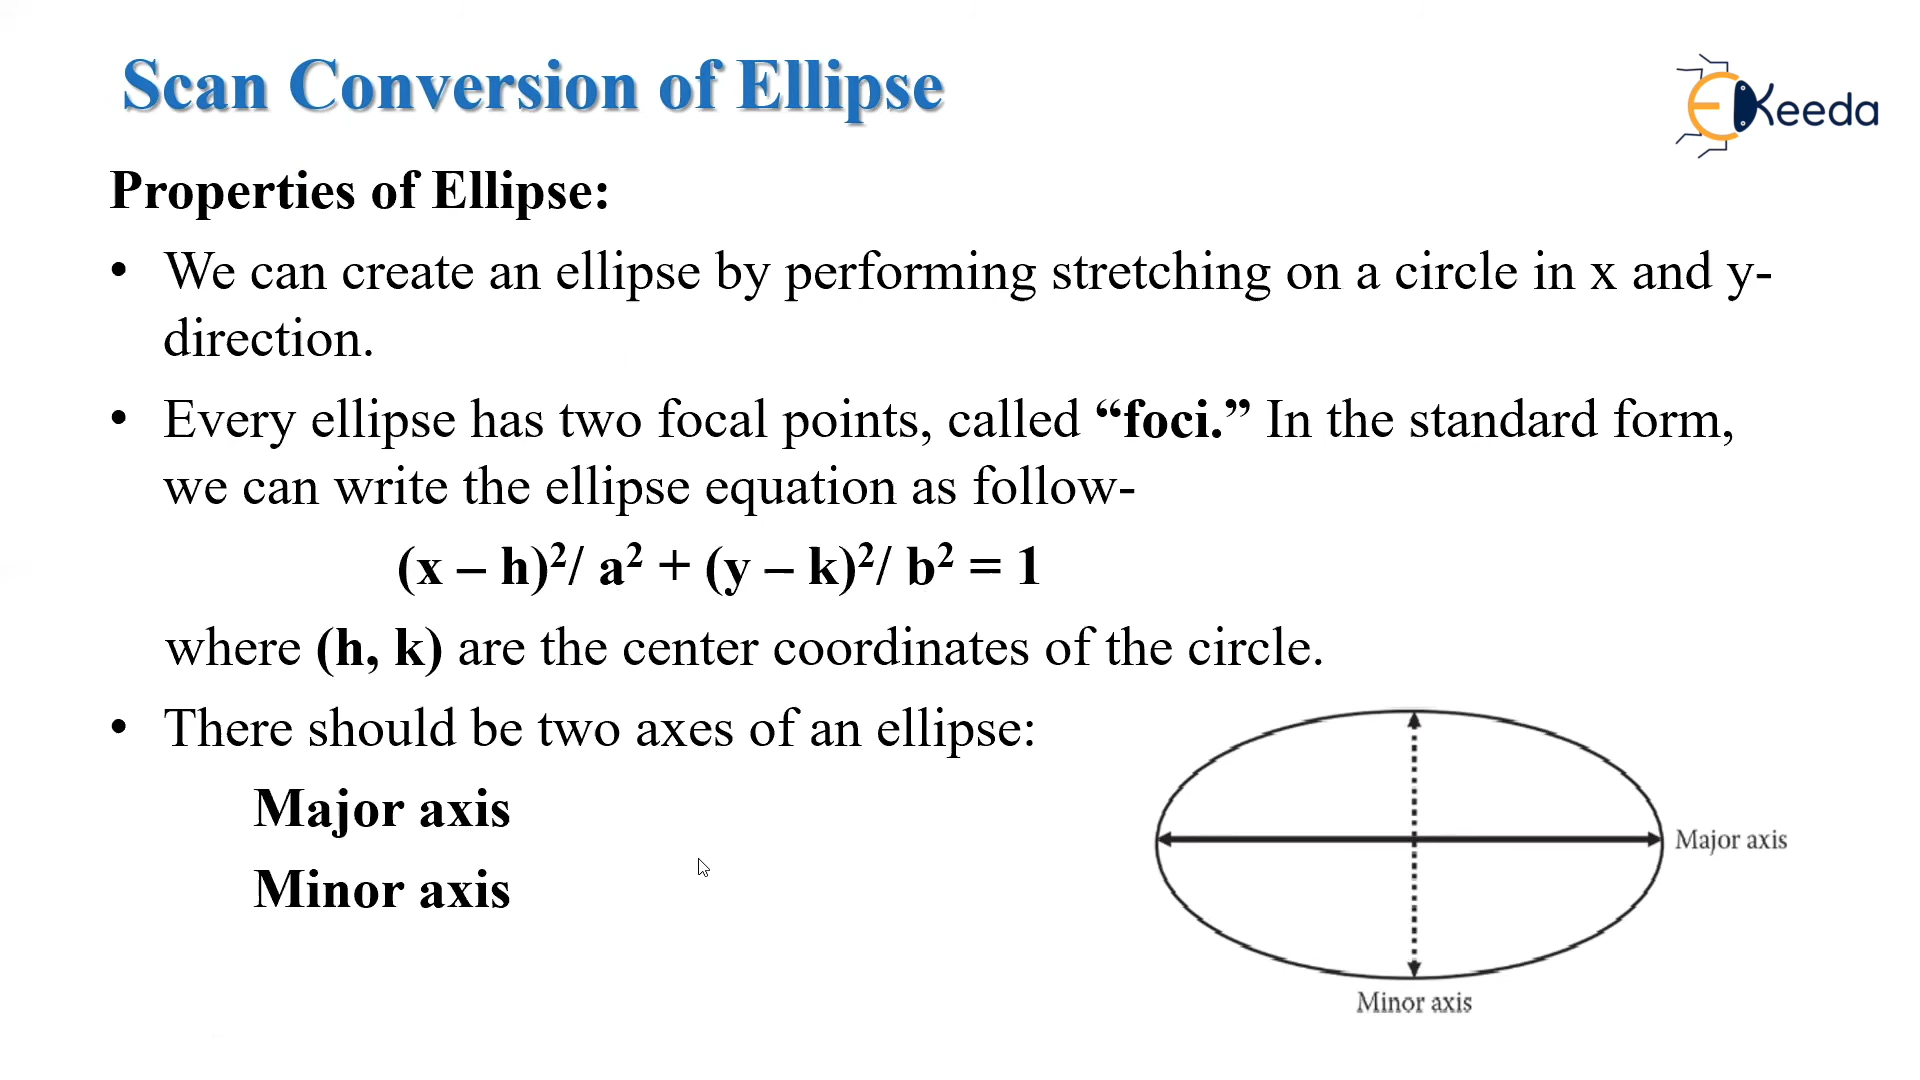 Scan Conversion of Ellipse
EKeeda
Properties of Ellipse:
• We can create an ellipse by performing stretching on a circle in x and y-
direction.
• Every ellipse has two focal points, called “foci.” In the standard form,
we can write the ellipse equation as follow-
(x – h)²/ a² + (y – k)²/ b² = 1
where (h, k) are the center coordinates of the circle.
• There should be two axes of an ellipse:
Major axis
Minor axis
Major axis
Minor axis